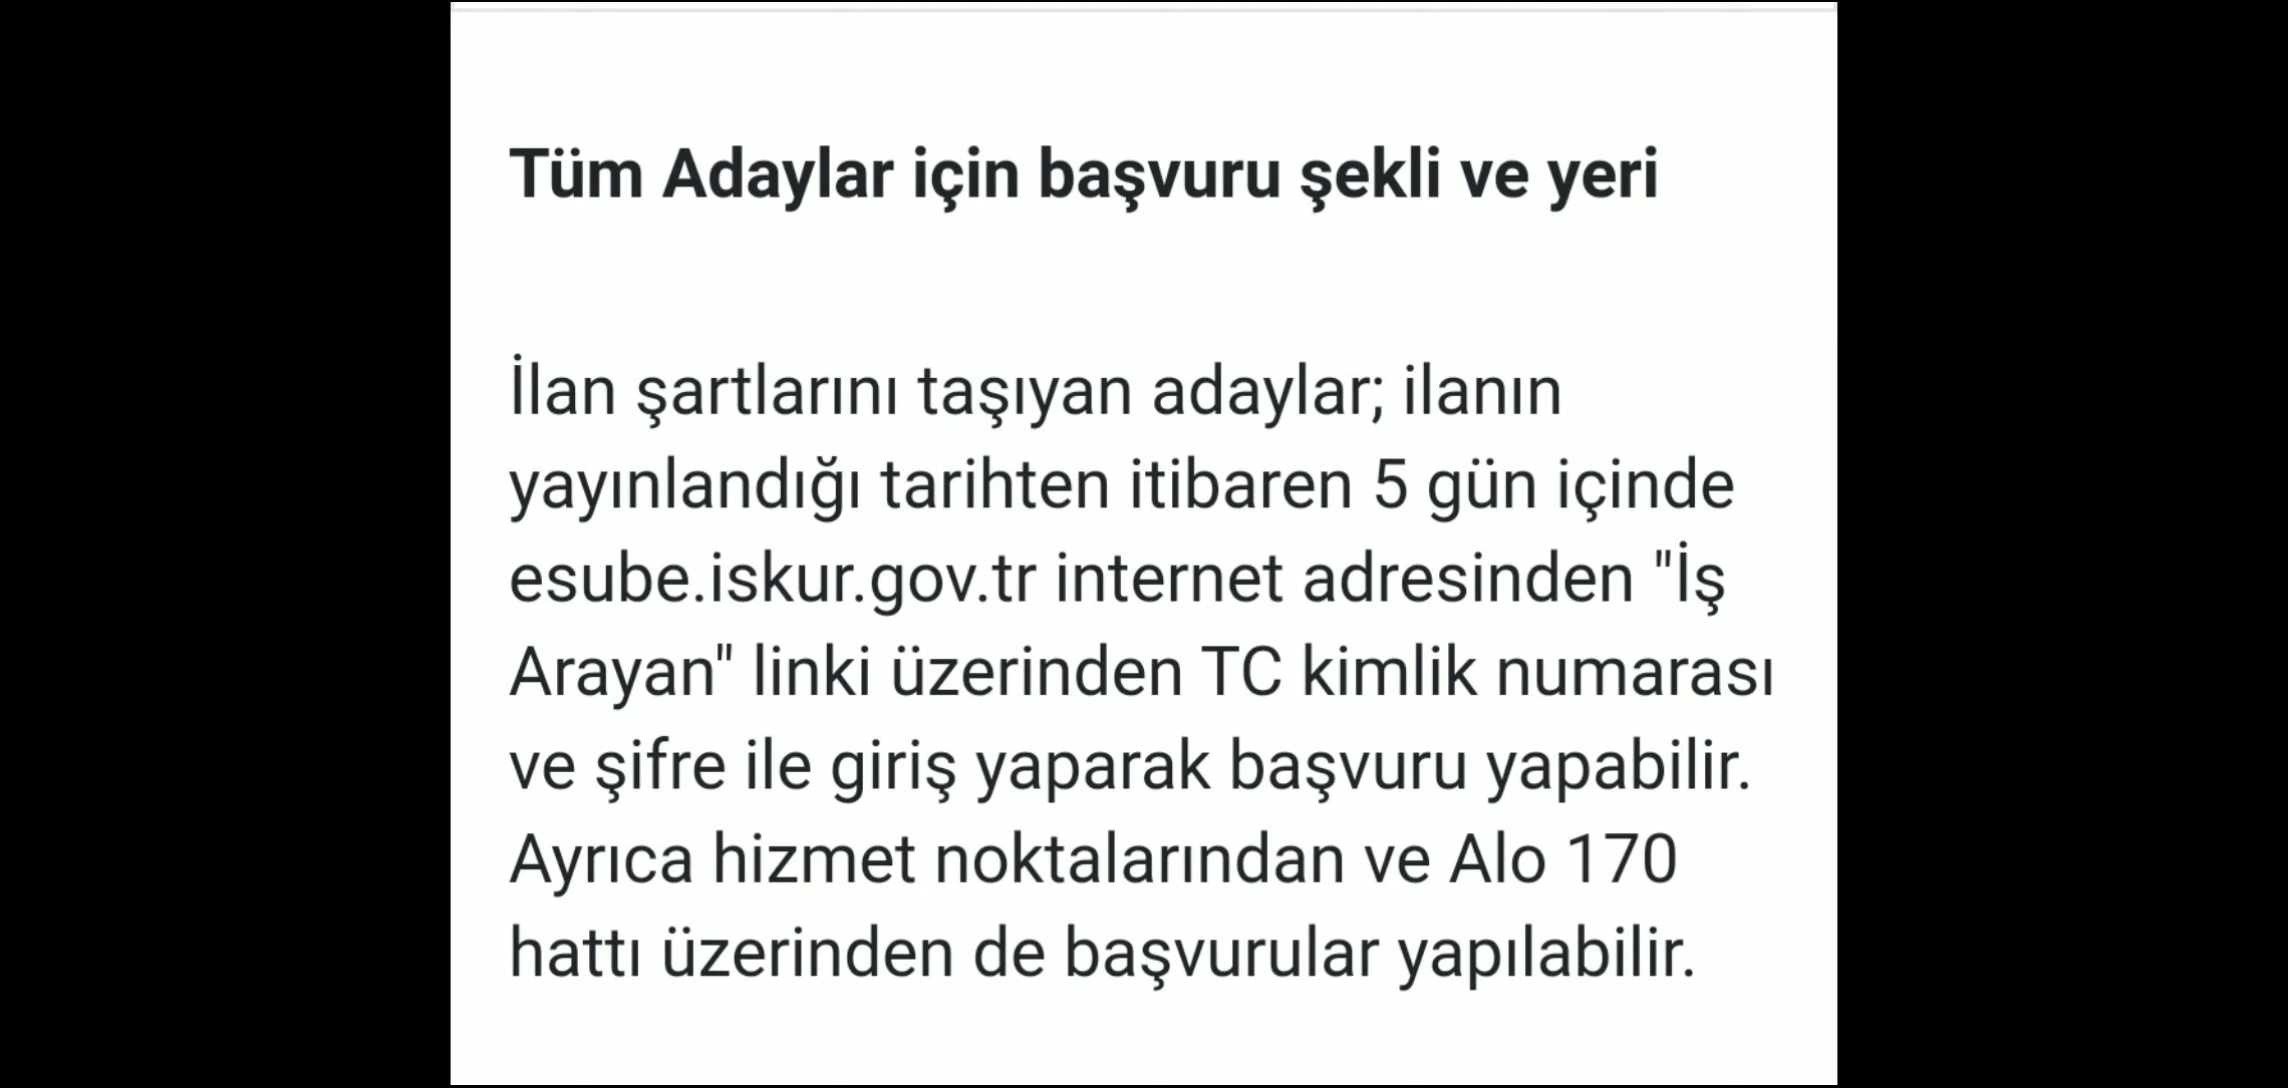 Tüm Adaylar için başvuru şekli ve yeri
İlan şartlarını taşıyan adaylar; ilanın
yayınlandığı tarihten itibaren 5 gün içinde
esube.iskur.gov.tr internet adresinden "İş
Arayan" linki üzerinden TC kimlik numarası
ve şifre ile giriş yaparak başvuru yapabilir.
Ayrıca hizmet noktalarından ve Alo 170
hattı üzerinden de başvurular yapılabilir.